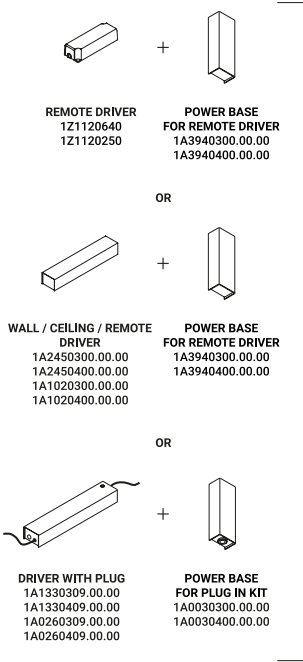 REMOTE DRIVER
1Z1120640
1Z1120250
POWER BASE
FOR REMOTE DRIVER
1A3940300.00.00
1A3940400.00.00
OR
WALL / CEILING / REMOTE
DRIVER
1A2450300.00.00
1A2450400.00.00
1A1020300.00.00
1A1020400.00.00
POWER BASE
FOR REMOTE DRIVER
1A3940300.00.00
1A3940400.00.00
OR
DRIVER WITH PLUG
1A1330309.00.00
1A1330409.00.00
1A0260309.00.00
1A0260409.00.00
POWER BASE
FOR PLUG IN KIT
1A0030300.00.00
1A0030400.00.00